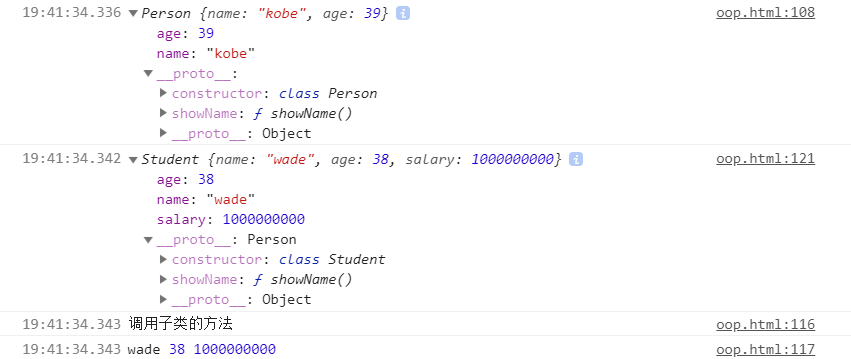 19:41:34.336 ▼Person {name: "kobe", age: 39} i oop.html:108
age: 39
name: "kobe"
▼__proto__:
▶constructor: class Person
▶showName: ƒ showName()
▶__proto__: Object
19:41:34.342 ▼Student {name: "wade", age: 38, salary: 1000000000} i oop.html:121
age: 38
name: "wade"
salary: 1000000000
▼__proto__: Person
▶constructor: class Student
▶showName: ƒ showName()
▶__proto__: Object
19:41:34.343 调用子类的方法 oop.html:116
19:41:34.343 wade 38 1000000000 oop.html:117